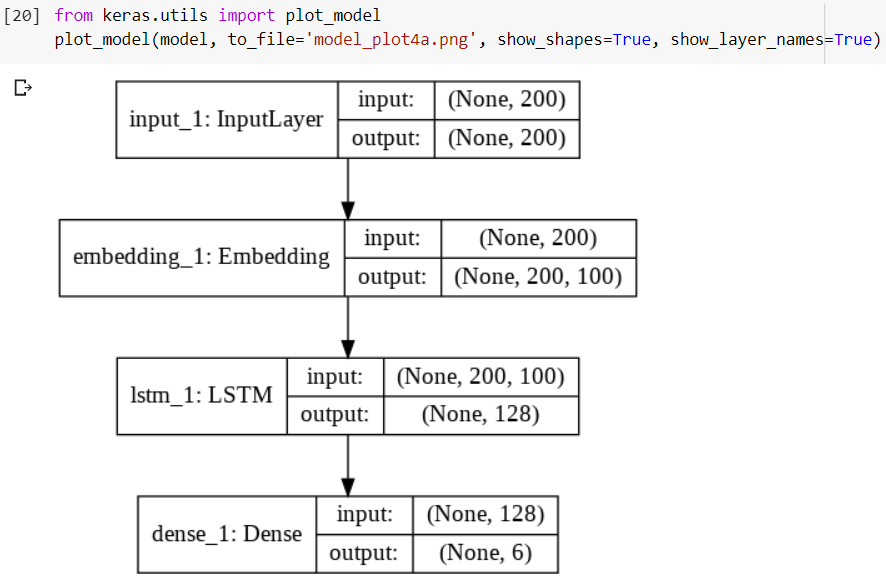 [20] from keras.utils import plot_model
plot_model(model, to_file='model_plot4a.png', show_shapes=True, show_layer_names=True)
input_1: InputLayer
input: (None, 200)
output: (None, 200)
embedding_1: Embedding
input: (None, 200)
output: (None, 200, 100)
lstm_1: LSTM
input: (None, 200, 100)
output: (None, 128)
dense_1: Dense
input: (None, 128)
output: (None, 6)